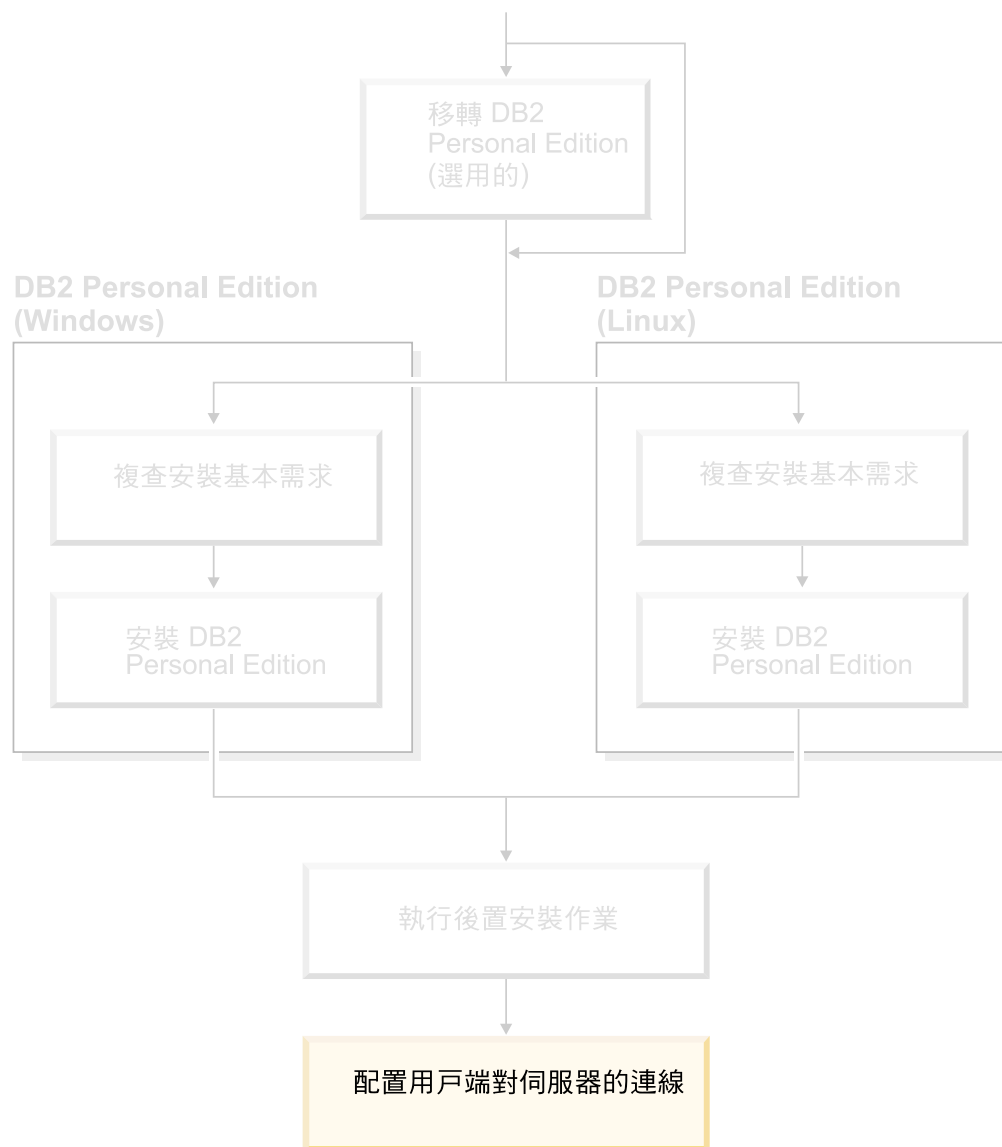 移轉 DB2
Personal Edition
(選用的)
DB2 Personal Edition
(Windows)
DB2 Personal Edition
(Linux)
複查安裝基本需求
複查安裝基本需求
安裝 DB2
Personal Edition
安裝 DB2
Personal Edition
執行後置安裝作業
配置用戶端對伺服器的連線